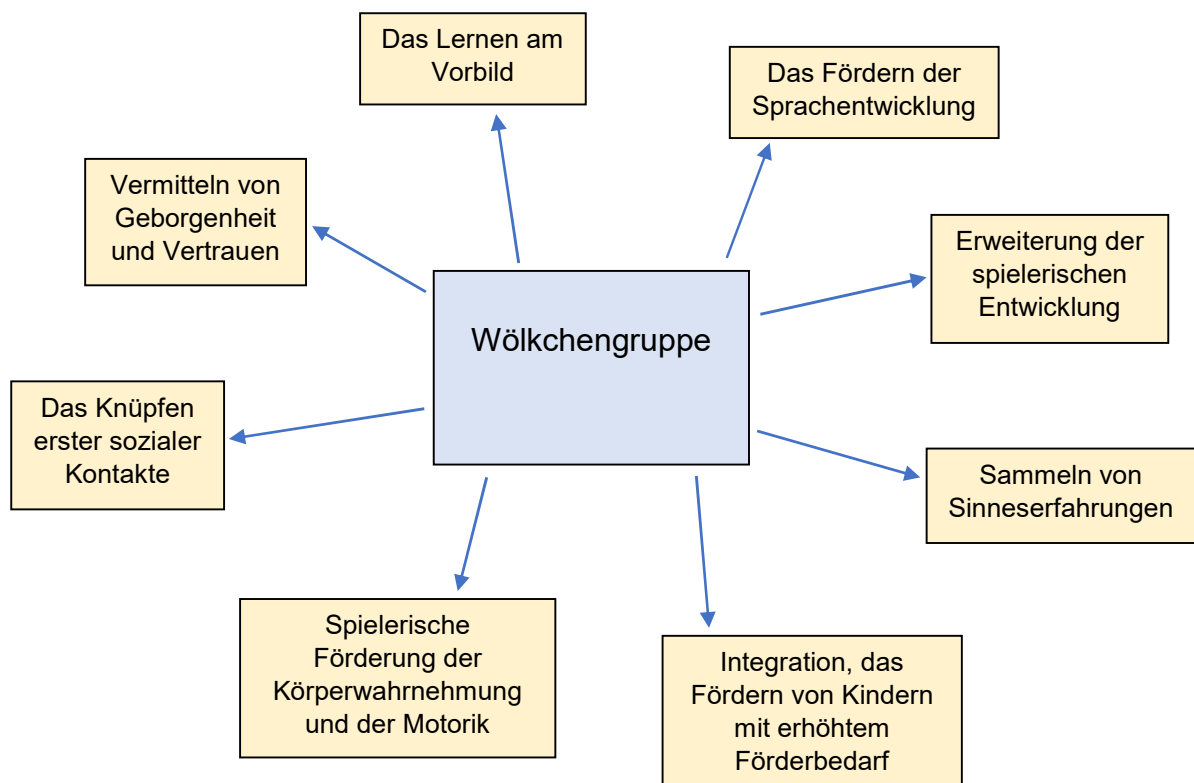 Das Lernen am
Vorbild
Das Fördern der
Sprachentwicklung
Vermitteln von
Geborgenheit
und Vertrauen
Erweiterung der
spielerischen
Entwicklung
Wölkchengruppe
Das Knüpfen
erster sozialer
Kontakte
Sammeln von
Sinneserfahrungen
Spielerische
Förderung der
Körperwahrnehmung
und der Motorik
Integration, das
Fördern von Kindern
mit erhöhtem
Förderbedarf